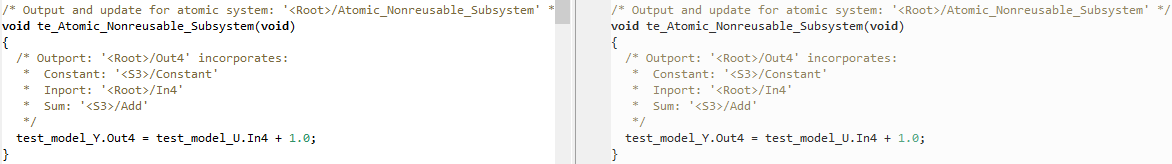 /* Output and update for atomic system: '<Root>/Atomic_Nonreusable_Subsystem' *
void te_Atomic_Nonreusable_Subsystem(void)
{
  /* Outport: '<Root>/Out4' incorporates:
   *  Constant: '<S3>/Constant'
   *  Inport: '<Root>/In4'
   *  Sum: '<S3>/Add'
   */
  test_model_Y.Out4 = test_model_U.In4 + 1.0;
}
/* Output and update for atomic system: '<Root>/Atomic_Nonreusable_Subsystem' */
void te_Atomic_Nonreusable_Subsystem(void)
{
  /* Outport: '<Root>/Out4' incorporates:
   *  Constant: '<S3>/Constant'
   *  Inport: '<Root>/In4'
   *  Sum: '<S3>/Add'
   */
  test_model_Y.Out4 = test_model_U.In4 + 1.0;
}